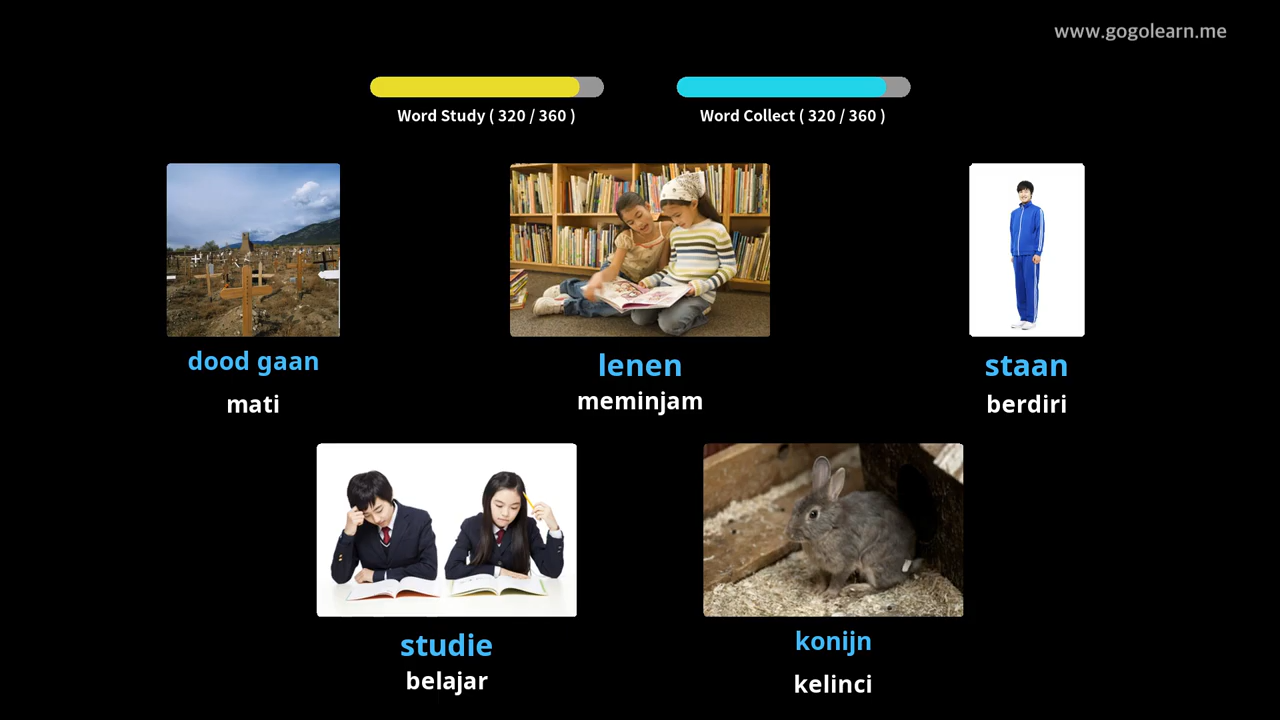 www.gogolearn.me
Word Study ( 320 / 360 )
Word Collect ( 320 / 360 )
dood gaan
mati
lenen
meminjam
staan
berdiri
studie
belajar
konijn
kelinci